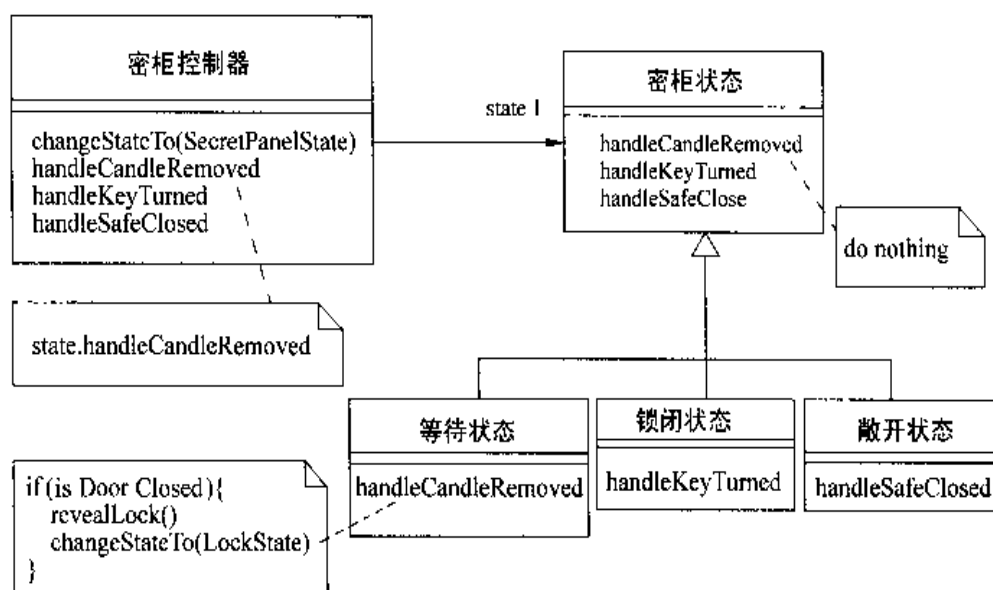 密柜控制器
changeStateTo(SecretPanelState)
handleCandleRemoved
handleKeyTurned
handleSafeClosed
state 1
密柜状态
handleCandleRemoved
handleKeyTurned
handleSafeClose
do nothing
state.handleCandleRemoved
等待状态
handleCandleRemoved
锁闭状态
handleKeyTurned
敞开状态
handleSafeClosed
if(is Door Closed){
revealLock()
changeStateTo(LockState)
}